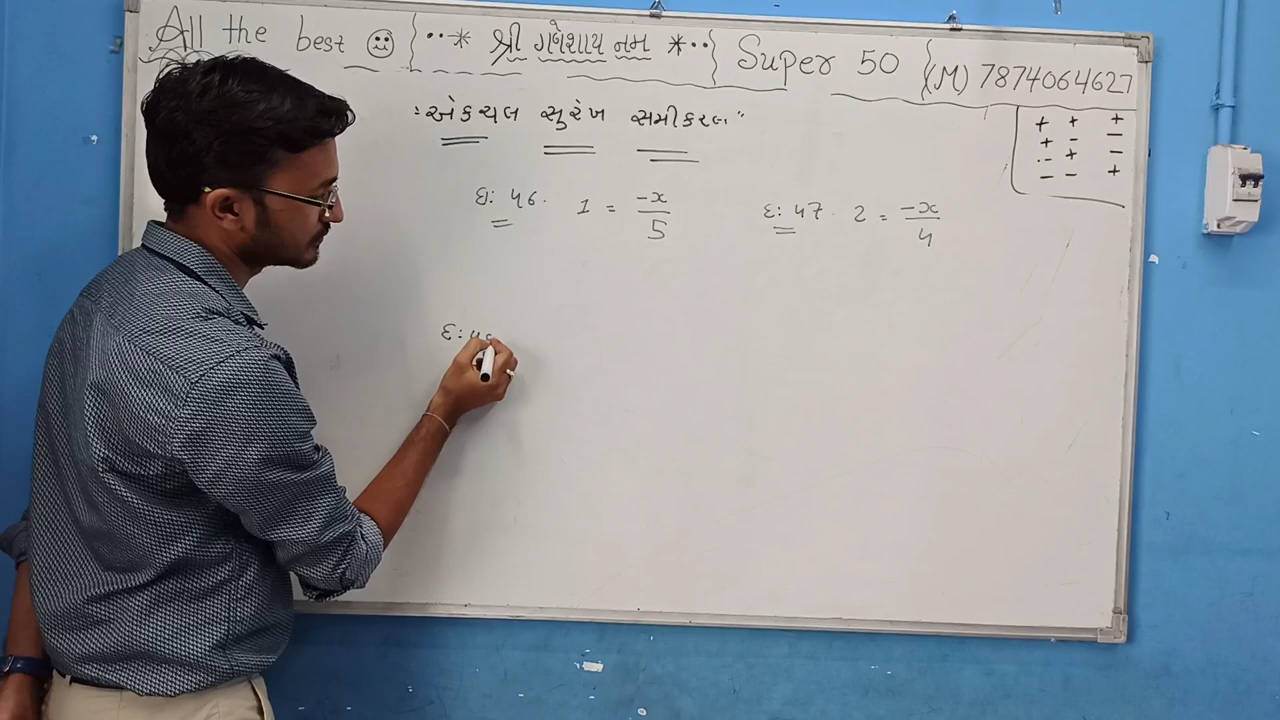 All the best ☺ ··* શ્રી ગણેશાય નમ *·· Super 50 (M) 7874064627
:એકચલ સુરેખ સમીકરણ"
+ + +
+ - -
- + -
- - +
ઘ: 46. 1 = -x/5
દ: 47. 2 = -x/4
દ: